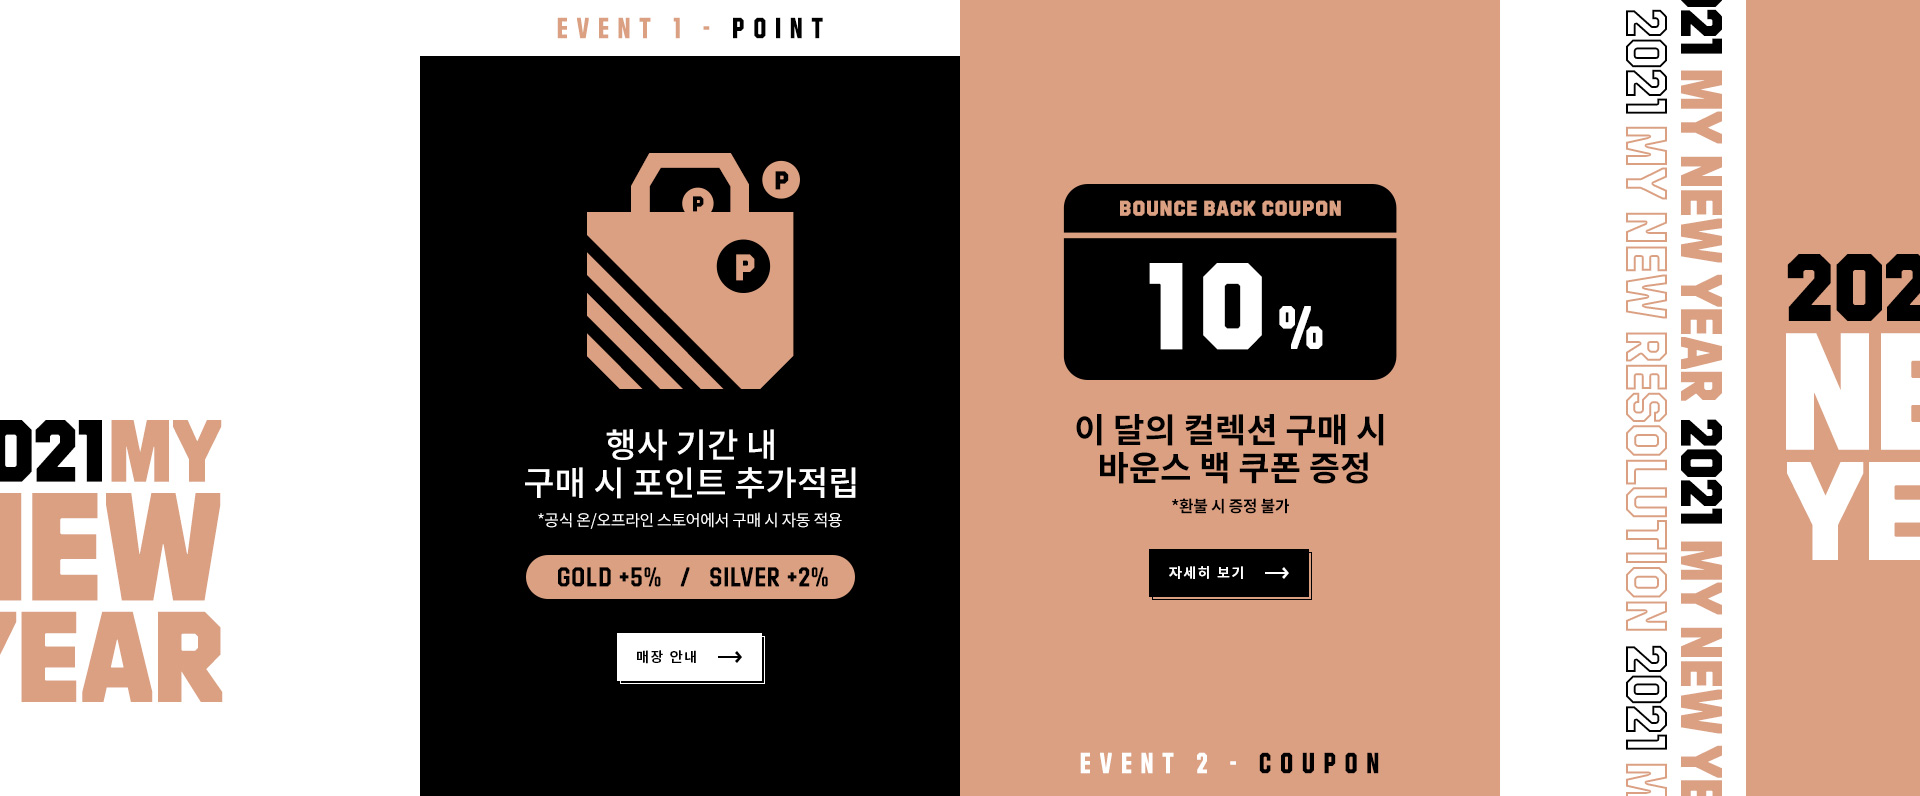 2021 MY
NEW
YEAR
EVENT 1 - POINT
P
P
P
행사 기간 내
구매 시 포인트 추가적립
*공식 온/오프라인 스토어에서 구매 시 자동 적용
GOLD +5% / SILVER +2%
매장 안내
BOUNCE BACK COUPON
10 %
이 달의 컬렉션 구매 시
바운스 백 쿠폰 증정
*환불 시 증정 불가
자세히 보기
EVENT 2 - COUPON
2021 MY NEW RESOLUTION 2021 M
021 MY NEW YEAR 2021 MY NEW YE
202
NE
YE